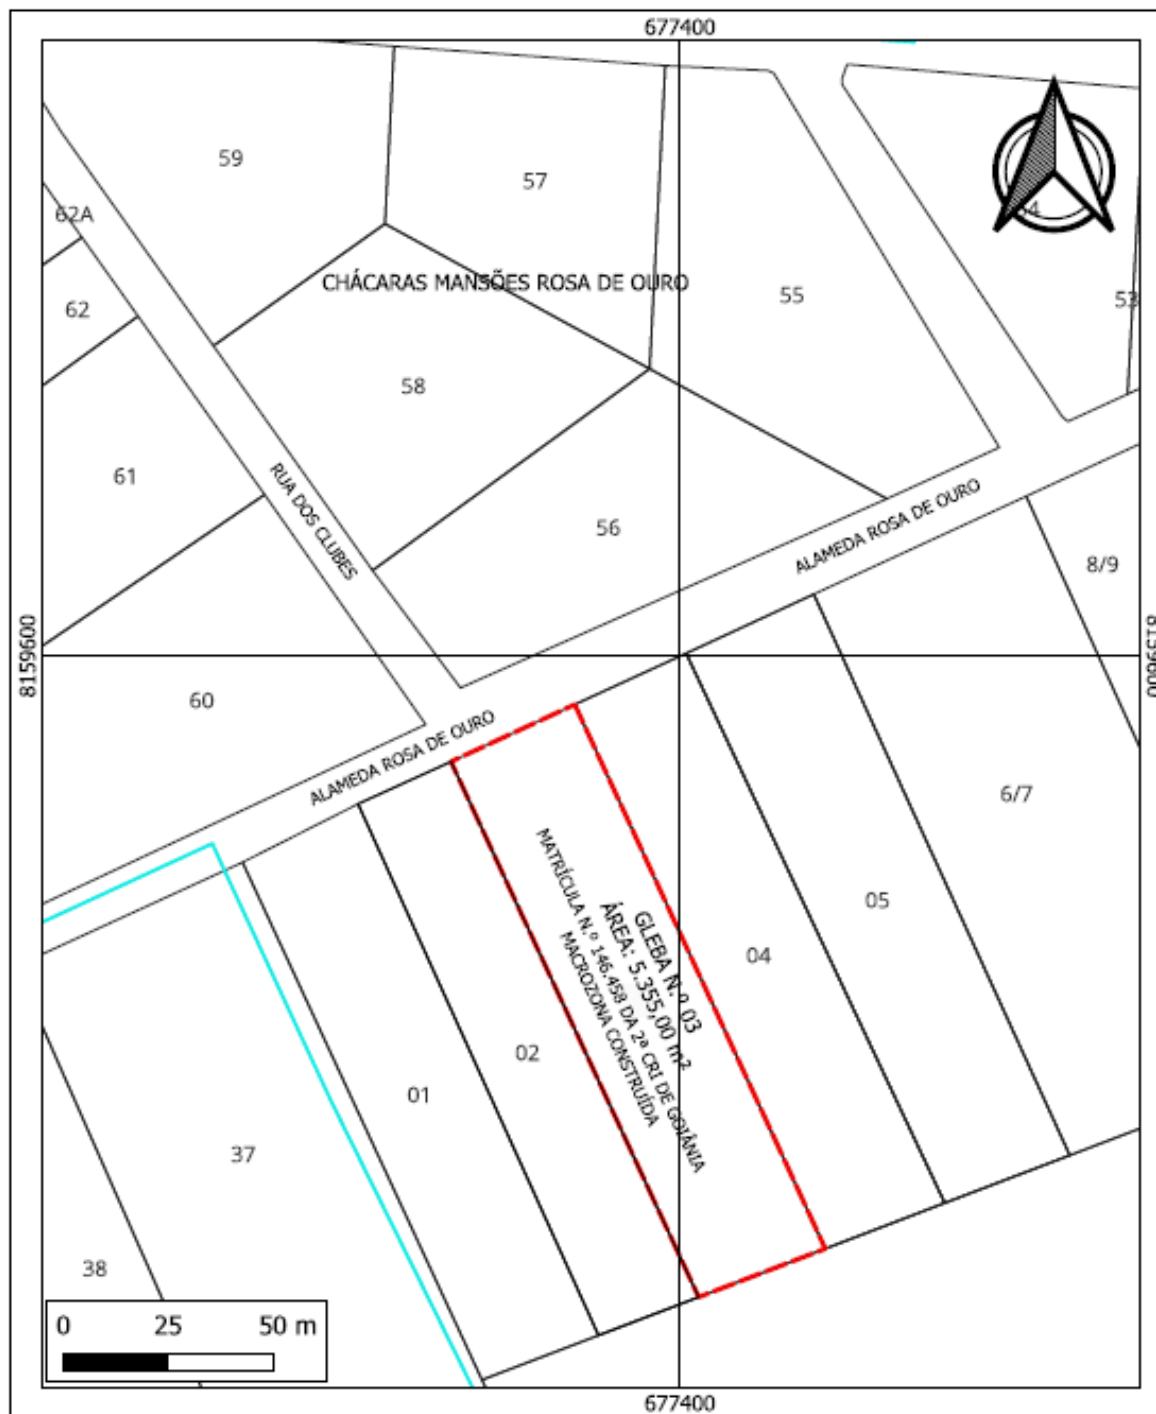 677400
59
57
62A
54
CHÁCARAS MANSÕES ROSA DE OURO
55
53
62
58
61
RUA DOS CLUBES
56
ALAMEDA ROSA DE OURO
8/9
8159600
8159600
60
ALAMEDA ROSA DE OURO
6/7
05
GLEBA N.º 03
ÁREA: 5.355,00 m²
MATRÍCULA N.º 146.458 DA 2ª CRI DE GOIÂNIA
MACROZONA CONSTRUÍDA
04
02
01
37
38
0 25 50 m
677400